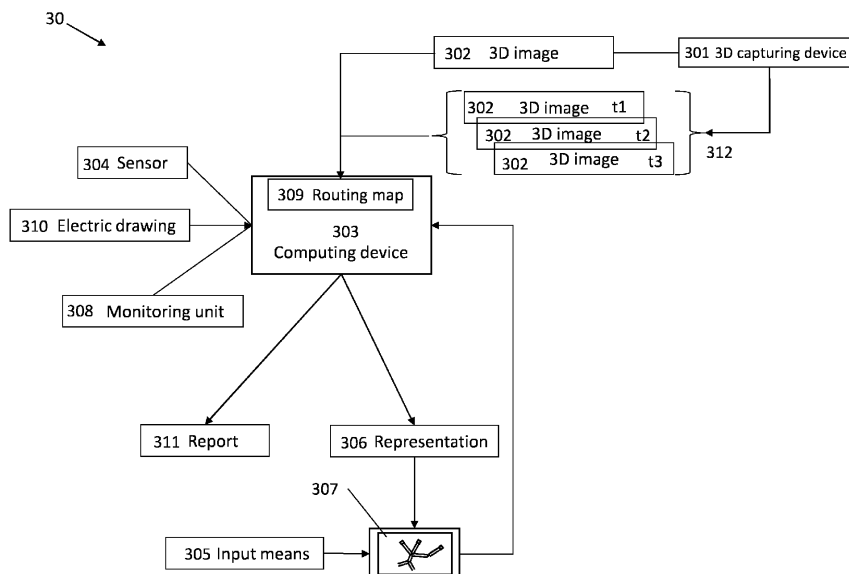 30
302 3D image
301 3D capturing device
302 3D image t1
302 3D image t2
302 3D image t3
312
304 Sensor
309 Routing map
310 Electric drawing
303
Computing device
308 Monitoring unit
311 Report
306 Representation
307
305 Input means